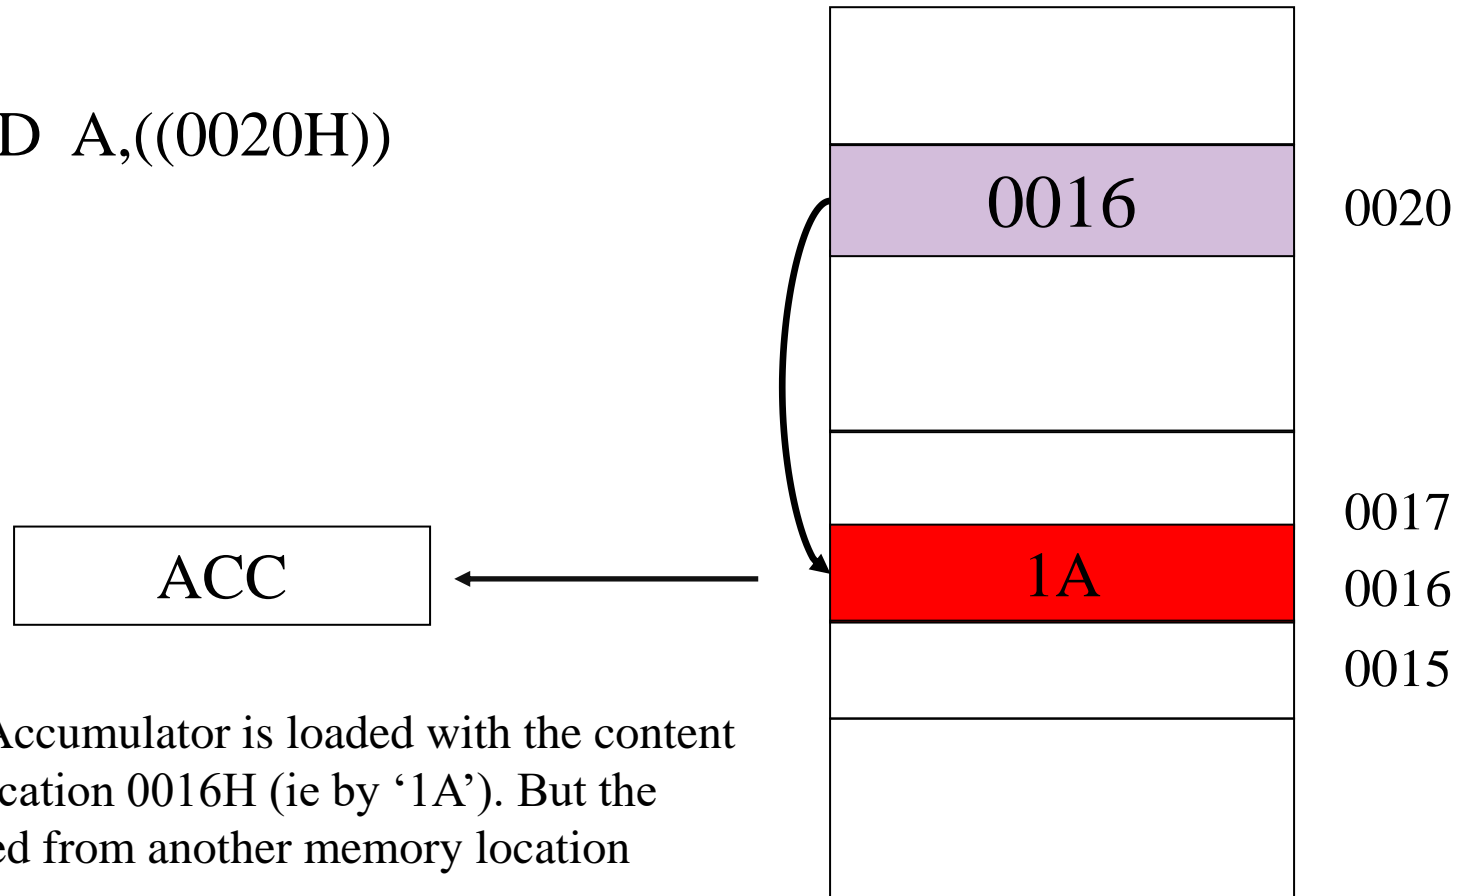 D A,((0020H))
0016 0020
0017
ACC 1A 0016
0015
Accumulator is loaded with the content
cation 0016H (ie by ‘1A’). But the
ed from another memory location